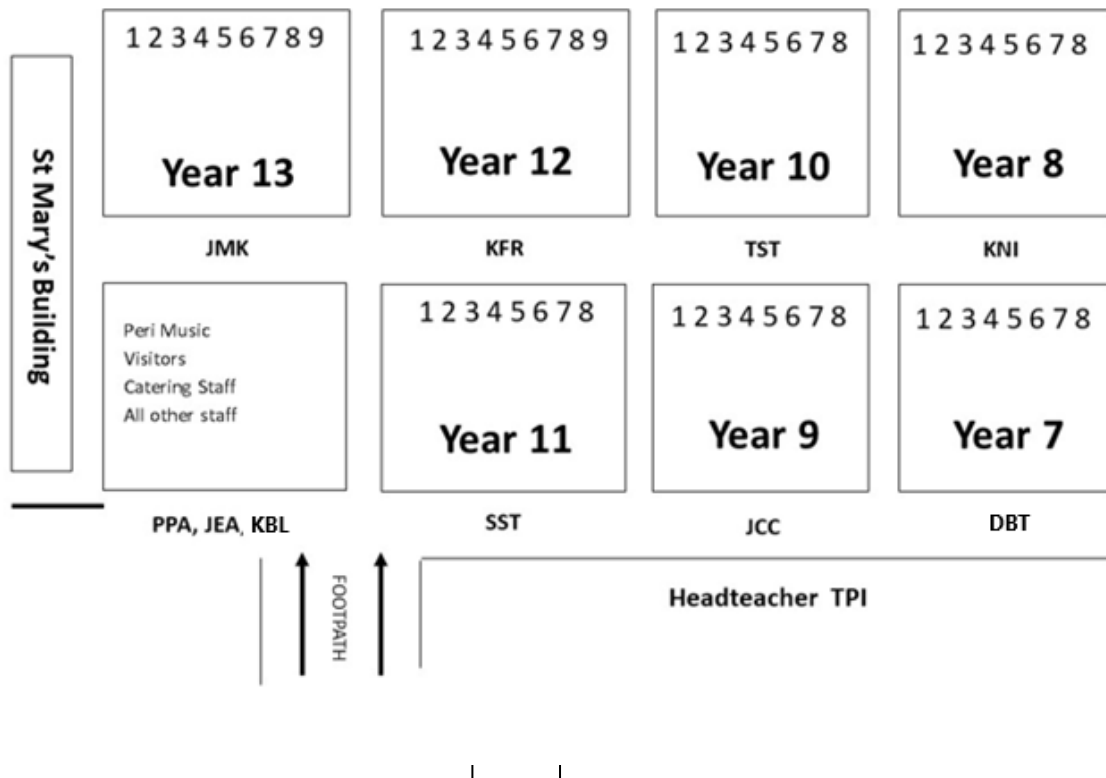 1 2 3 4 5 6 7 8 9
1 2 3 4 5 6 7 8 9
1 2 3 4 5 6 7 8
1 2 3 4 5 6 7 8
St Mary's Building
Year 13
Year 12
Year 10
Year 8
JMK
KFR
TST
KNI
Peri Music
Visitors
Catering Staff
All other staff
1 2 3 4 5 6 7 8
1 2 3 4 5 6 7 8
1 2 3 4 5 6 7 8
Year 11
Year 9
Year 7
PPA, JEA, KBL
SST
JCC
DBT
FOOTPATH
Headteacher TPI